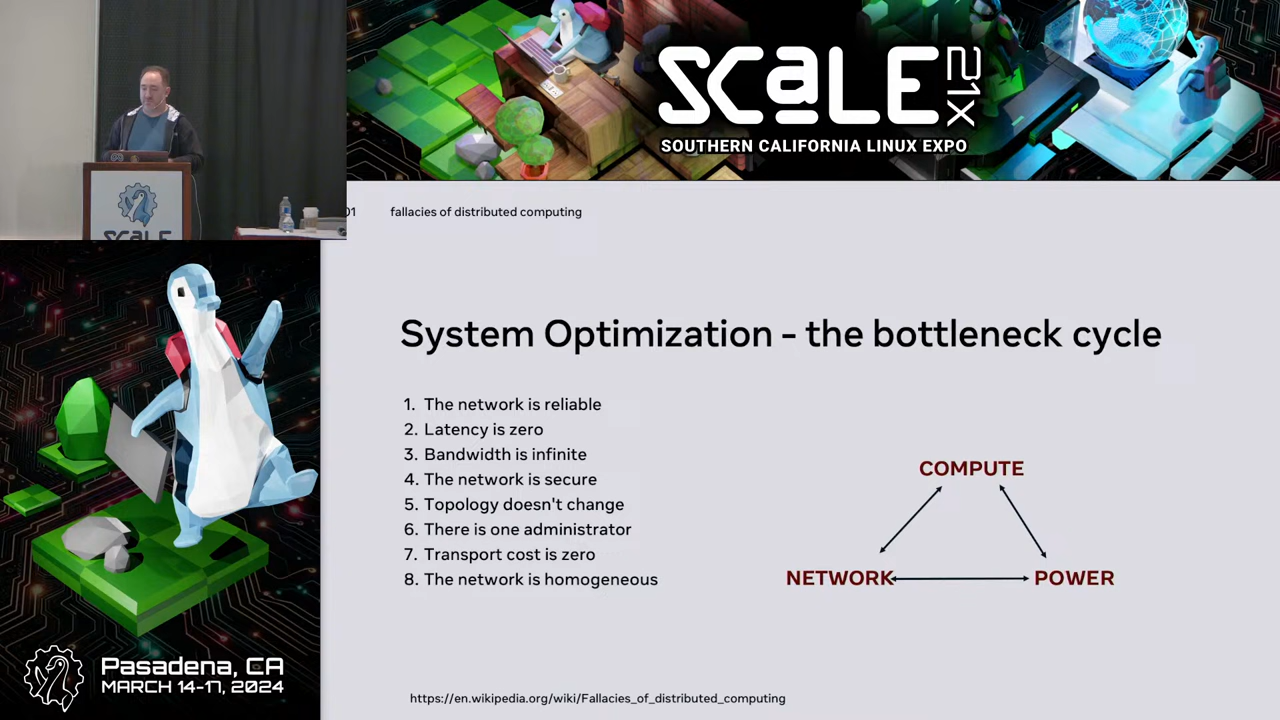 SCaLE 21X
SOUTHERN CALIFORNIA LINUX EXPO
01 fallacies of distributed computing
System Optimization - the bottleneck cycle
1. The network is reliable
2. Latency is zero
3. Bandwidth is infinite
4. The network is secure
5. Topology doesn't change
6. There is one administrator
7. Transport cost is zero
8. The network is homogeneous
COMPUTE
NETWORK
POWER
https://en.wikipedia.org/wiki/Fallacies_of_distributed_computing
SCaLE
Pasadena, CA
MARCH 14-17, 2024